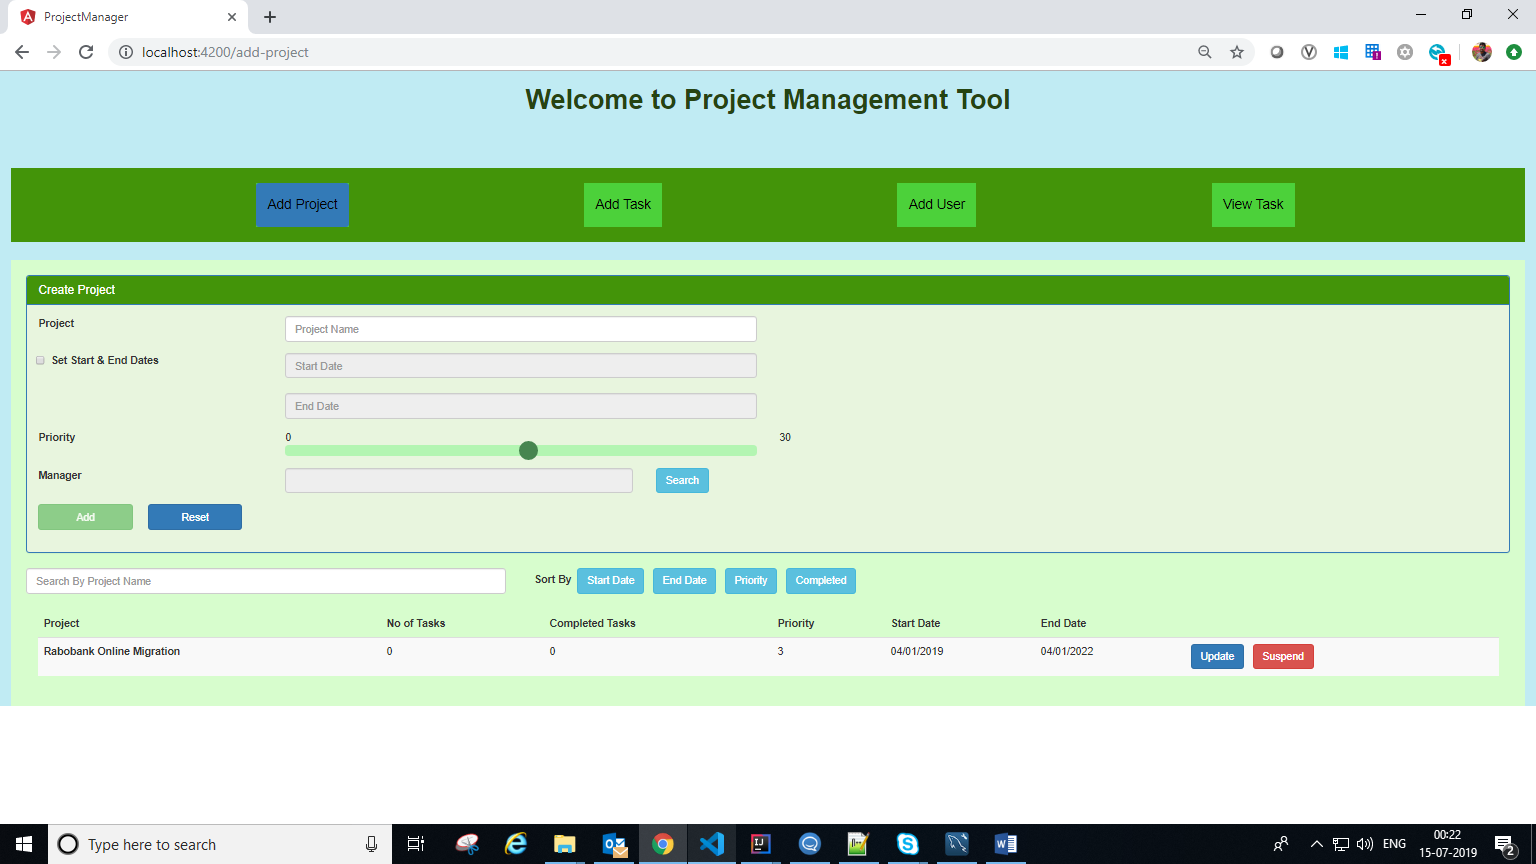 ProjectManager
localhost:4200/add-project
Welcome to Project Management Tool
Add Project
Add Task
Add User
View Task
Create Project
Project
Project Name
Set Start & End Dates
Start Date
End Date
Priority
0
30
Manager
Search
Add
Reset
Search By Project Name
Sort By
Start Date
End Date
Priority
Completed
Project No of Tasks Completed Tasks Priority Start Date End Date
Rabobank Online Migration 0 0 3 04/01/2019 04/01/2022 Update Suspend
Type here to search
ENG
00:22
15-07-2019
2